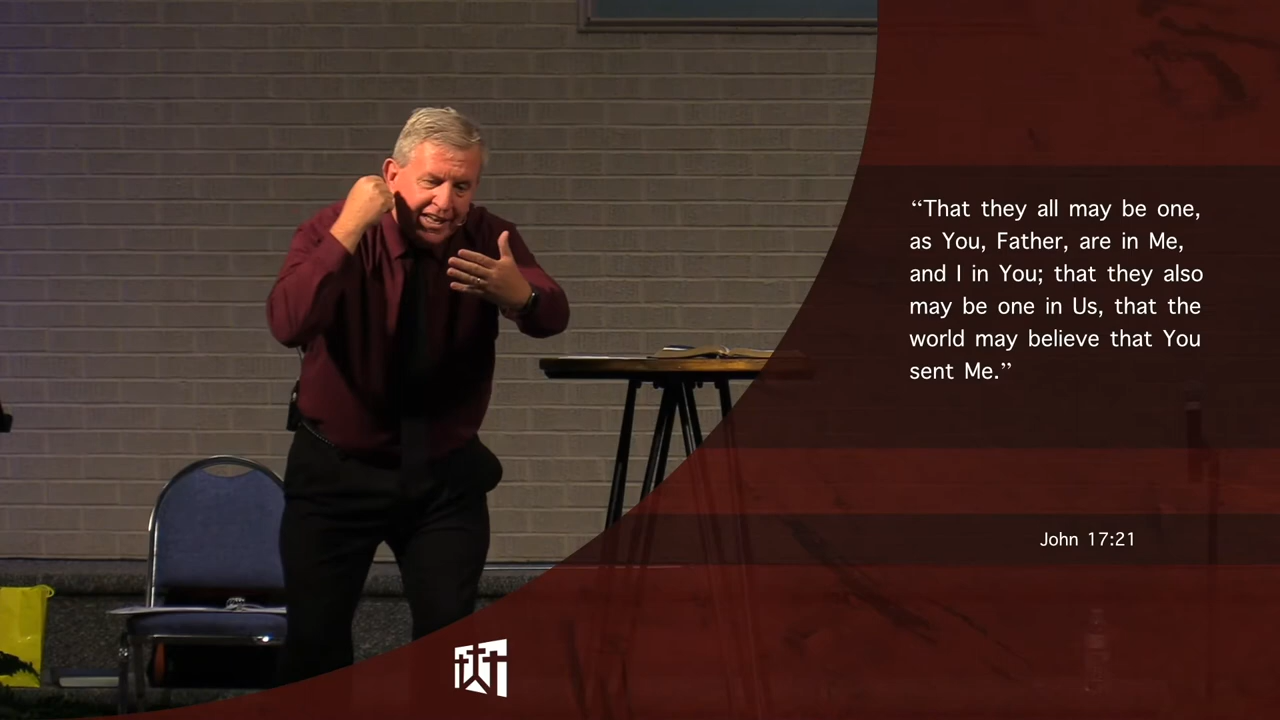 “That they all may be one,
as You, Father, are in Me,
and I in You; that they also
may be one in Us, that the
world may believe that You
sent Me.”
John 17:21